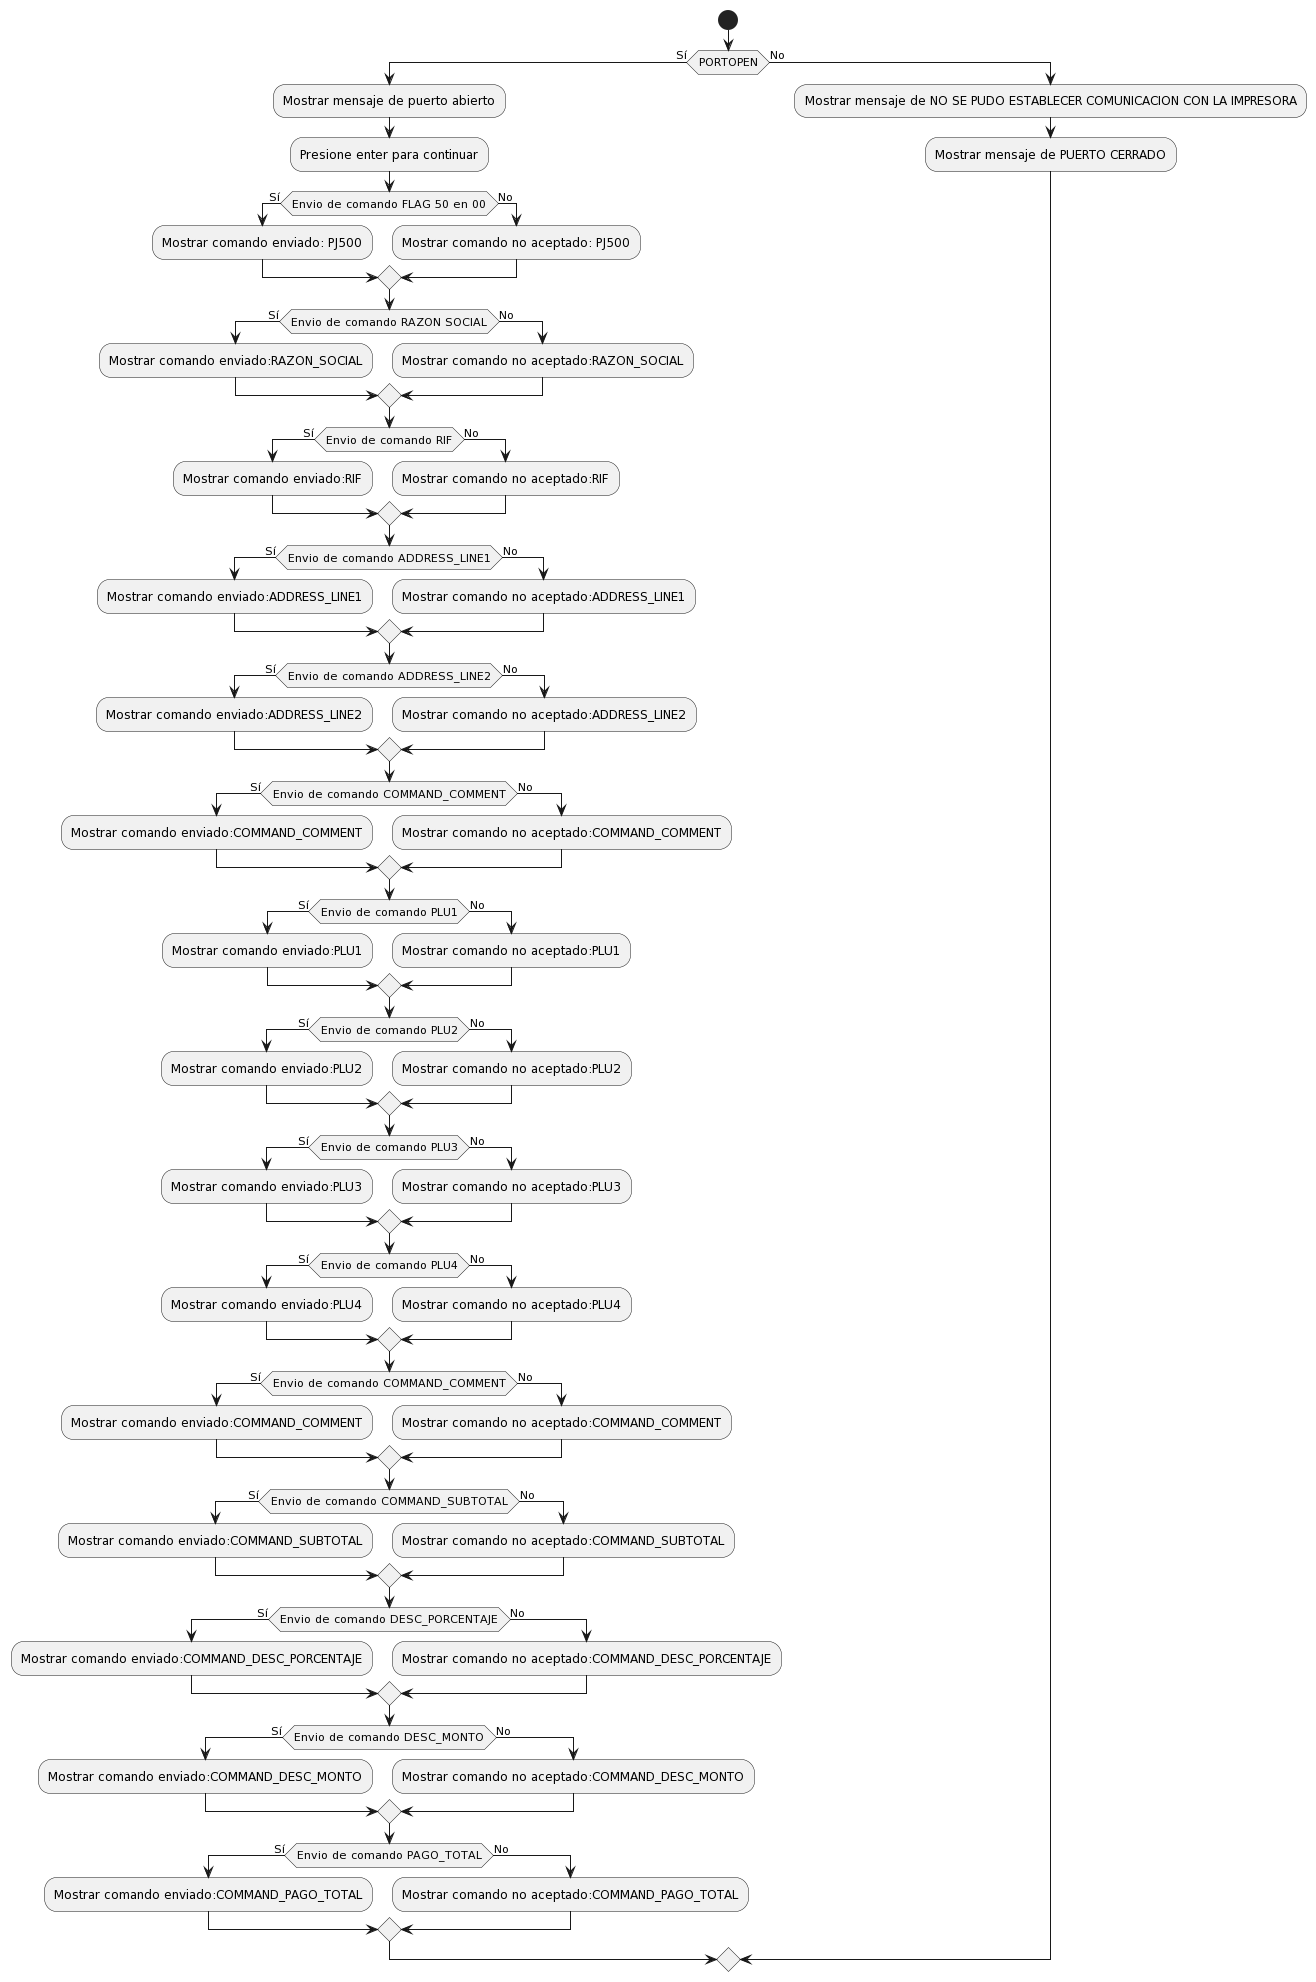 Sí
PORTOPEN
No
Mostrar mensaje de puerto abierto
Mostrar mensaje de NO SE PUDO ESTABLECER COMUNICACION CON LA IMPRESORA
Presione enter para continuar
Mostrar mensaje de PUERTO CERRADO
Sí
Envio de comando FLAG 50 en 00
No
Mostrar comando enviado: PJ500
Mostrar comando no aceptado: PJ500
Sí
Envio de comando RAZON SOCIAL
No
Mostrar comando enviado:RAZON_SOCIAL
Mostrar comando no aceptado:RAZON_SOCIAL
Sí
Envio de comando RIF
No
Mostrar comando enviado:RIF
Mostrar comando no aceptado:RIF
Sí
Envio de comando ADDRESS_LINE1
No
Mostrar comando enviado:ADDRESS_LINE1
Mostrar comando no aceptado:ADDRESS_LINE1
Sí
Envio de comando ADDRESS_LINE2
No
Mostrar comando enviado:ADDRESS_LINE2
Mostrar comando no aceptado:ADDRESS_LINE2
Sí
Envio de comando COMMAND_COMMENT
No
Mostrar comando enviado:COMMAND_COMMENT
Mostrar comando no aceptado:COMMAND_COMMENT
Sí
Envio de comando PLU1
No
Mostrar comando enviado:PLU1
Mostrar comando no aceptado:PLU1
Sí
Envio de comando PLU2
No
Mostrar comando enviado:PLU2
Mostrar comando no aceptado:PLU2
Sí
Envio de comando PLU3
No
Mostrar comando enviado:PLU3
Mostrar comando no aceptado:PLU3
Sí
Envio de comando PLU4
No
Mostrar comando enviado:PLU4
Mostrar comando no aceptado:PLU4
Sí
Envio de comando COMMAND_COMMENT
No
Mostrar comando enviado:COMMAND_COMMENT
Mostrar comando no aceptado:COMMAND_COMMENT
Sí
Envio de comando COMMAND_SUBTOTAL
No
Mostrar comando enviado:COMMAND_SUBTOTAL
Mostrar comando no aceptado:COMMAND_SUBTOTAL
Sí
Envio de comando DESC_PORCENTAJE
No
Mostrar comando enviado:COMMAND_DESC_PORCENTAJE
Mostrar comando no aceptado:COMMAND_DESC_PORCENTAJE
Sí
Envio de comando DESC_MONTO
No
Mostrar comando enviado:COMMAND_DESC_MONTO
Mostrar comando no aceptado:COMMAND_DESC_MONTO
Sí
Envio de comando PAGO_TOTAL
No
Mostrar comando enviado:COMMAND_PAGO_TOTAL
Mostrar comando no aceptado:COMMAND_PAGO_TOTAL